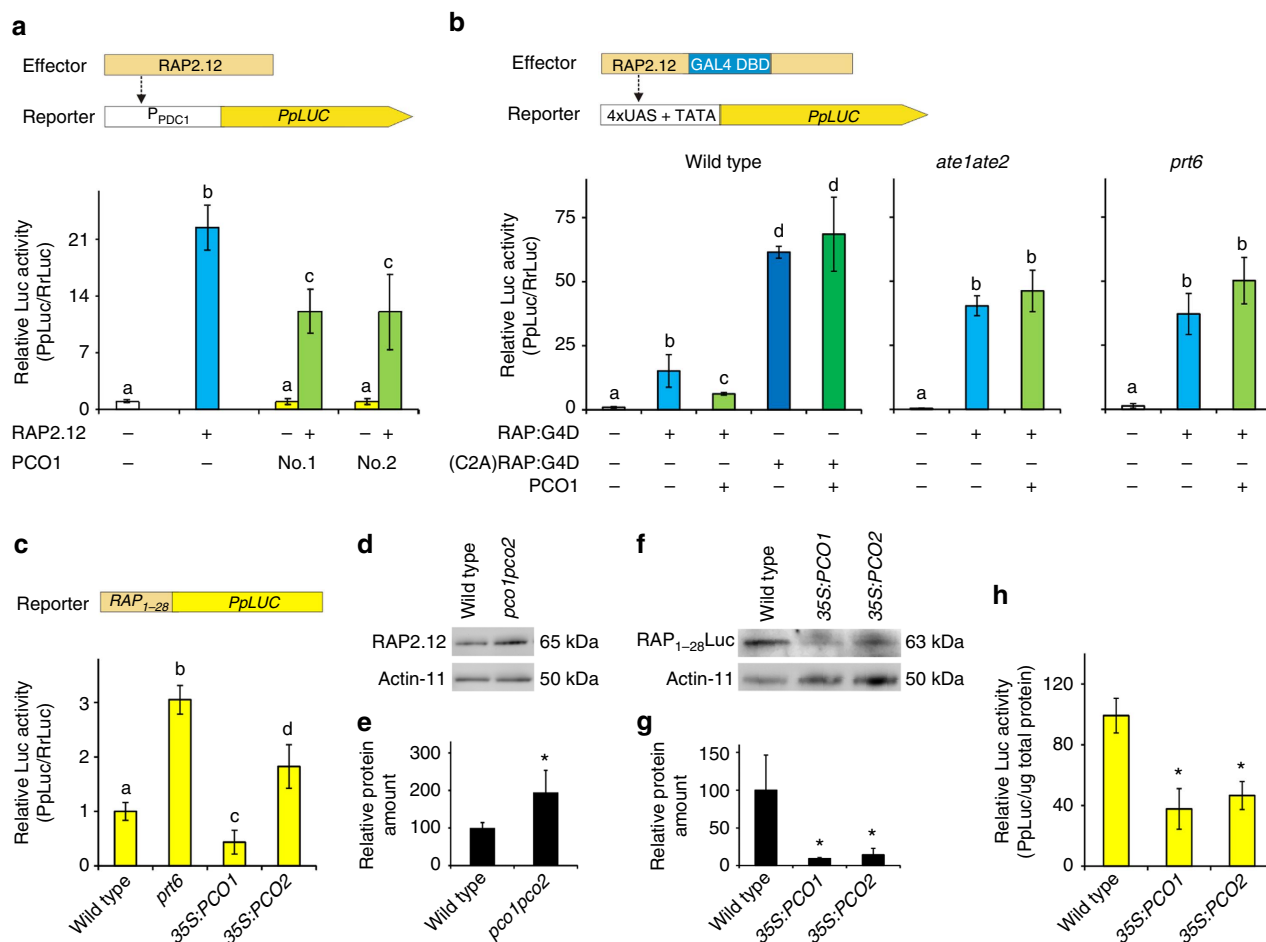 a
Effector
RAP2.12
Reporter
P_PDC1
PpLUC
Relative Luc activity
(PpLuc/RrLuc)
21
14
7
0
a
b
a
c
a
c
RAP2.12 – + – + – +
PCO1 – – No.1 No.2
b
Effector
RAP2.12
GAL4 DBD
Reporter
4xUAS + TATA
PpLUC
Wild type
ate1ate2
prt6
Relative Luc activity
(PpLuc/RrLuc)
75
50
25
0
a
b
c
d
d
a
b
b
a
b
b
RAP:G4D – + + – – – + + – + +
(C2A)RAP:G4D – – – + + – – – – – –
PCO1 – – + – + – – + – – +
c
Reporter
RAP1–28
PpLUC
Relative Luc activity
(PpLuc/RrLuc)
3
2
1
0
a
b
c
d
Wild type
prt6
35S:PCO1
35S:PCO2
d
Wild type
pco1pco2
RAP2.12
65 kDa
Actin-11
50 kDa
e
Relative protein
amount
300
200
100
0
*
Wild type
pco1pco2
f
Wild type
35S:PCO1
35S:PCO2
RAP1–28Luc
63 kDa
Actin-11
50 kDa
g
Relative protein
amount
150
100
50
25
0
*
*
Wild type
35S:PCO1
35S:PCO2
h
Relative Luc activity
(PpLuc/ug total protein)
120
80
40
0
*
*
Wild type
35S:PCO1
35S:PCO2